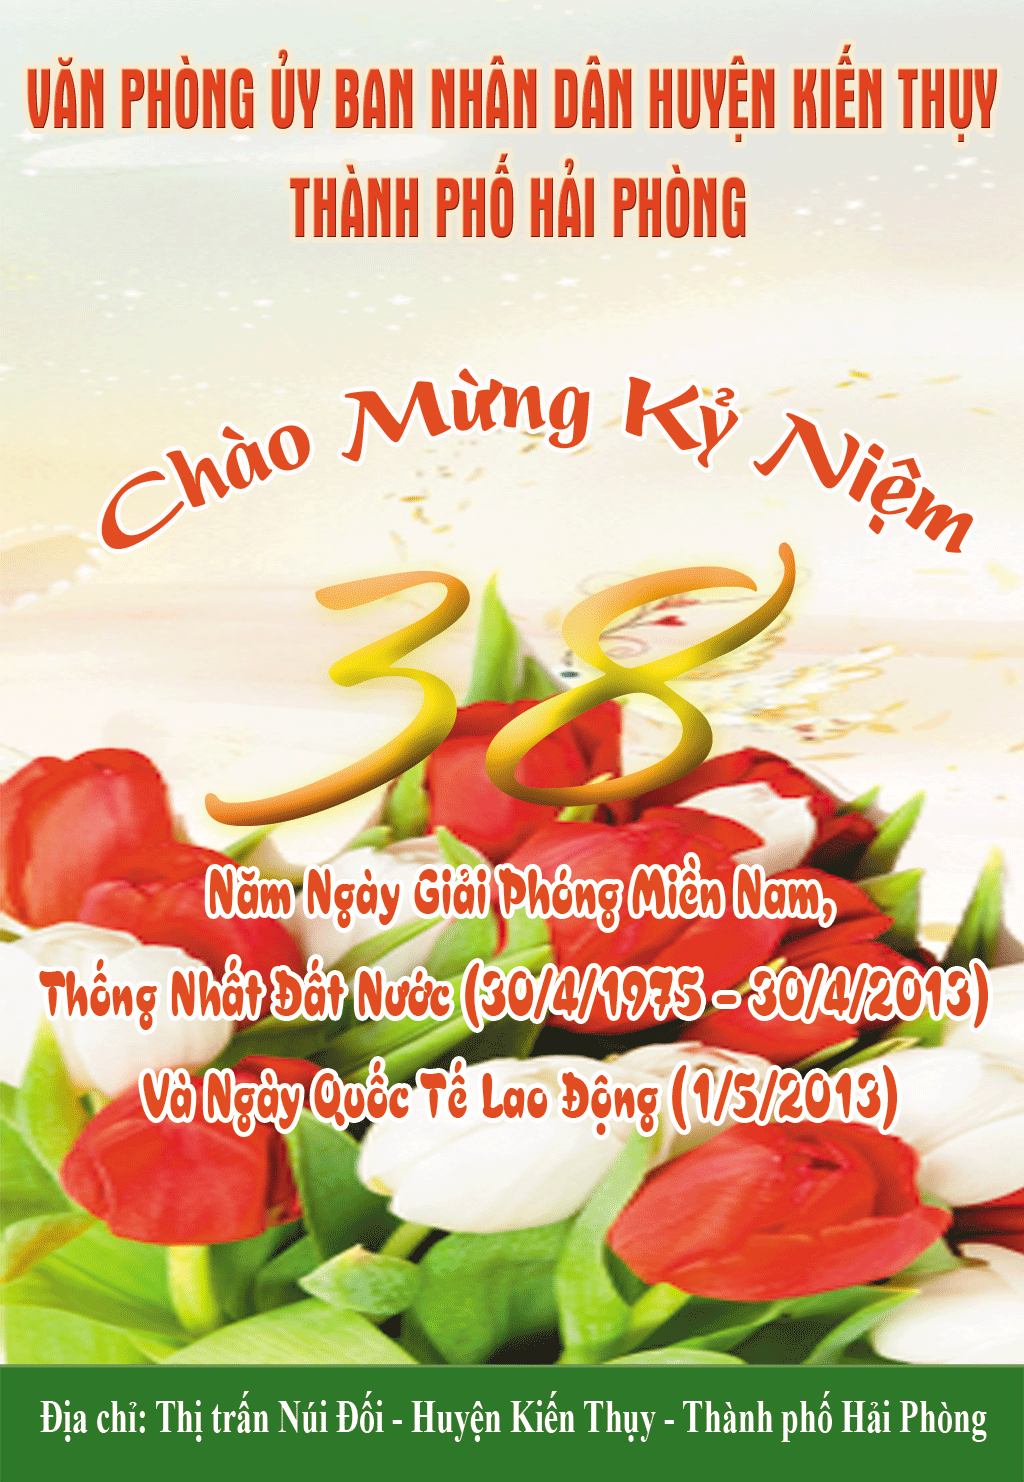 VĂN PHÒNG ỦY BAN NHÂN DÂN HUYỆN KIẾN THỤY
THÀNH PHỐ HẢI PHÒNG
Chào Mừng Kỷ Niệm
38
Năm Ngày Giải Phóng Miền Nam,
Thống Nhất Đất Nước (30/4/1975 - 30/4/2013)
Và Ngày Quốc Tế Lao Động (1/5/2013)
Địa chỉ: Thị trấn Núi Đối - Huyện Kiến Thụy - Thành phố Hải Phòng